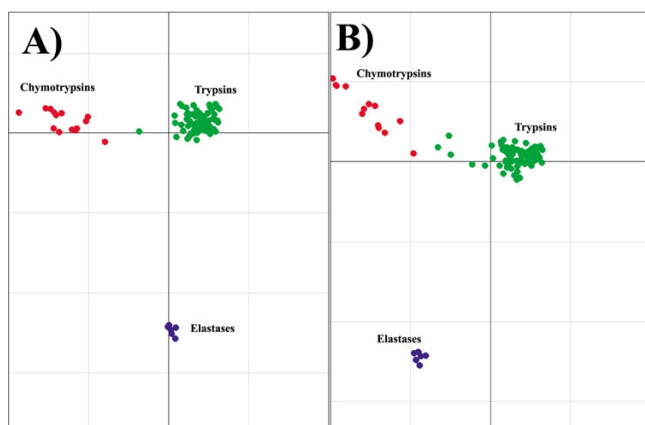 A)
Chymotrypsins
Trypsins
Elastases
B)
Chymotrypsins
Trypsins
Elastases